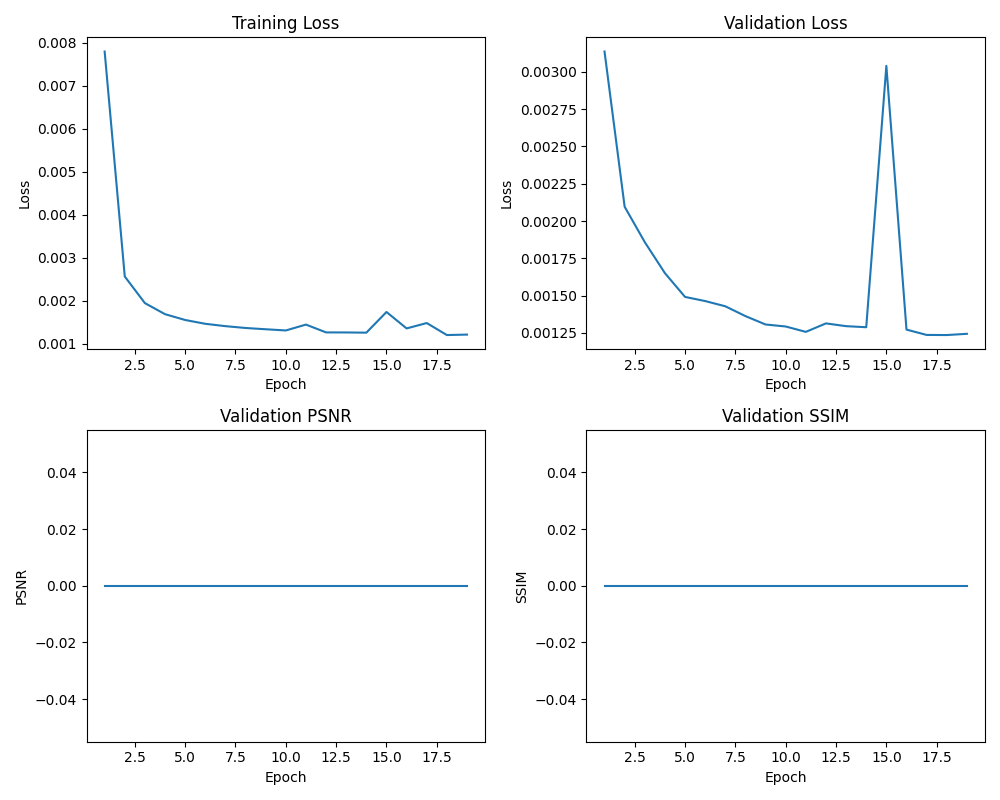 Training Loss
0.008
0.007
0.006
0.005
0.004
0.003
0.002
0.001
Loss
2.5 5.0 7.5 10.0 12.5 15.0 17.5
Epoch
Validation Loss
0.00300
0.00275
0.00250
0.00225
0.00200
0.00175
0.00150
0.00125
Loss
2.5 5.0 7.5 10.0 12.5 15.0 17.5
Epoch
Validation PSNR
0.04
0.02
0.00
−0.02
−0.04
PSNR
2.5 5.0 7.5 10.0 12.5 15.0 17.5
Epoch
Validation SSIM
0.04
0.02
0.00
−0.02
−0.04
SSIM
2.5 5.0 7.5 10.0 12.5 15.0 17.5
Epoch